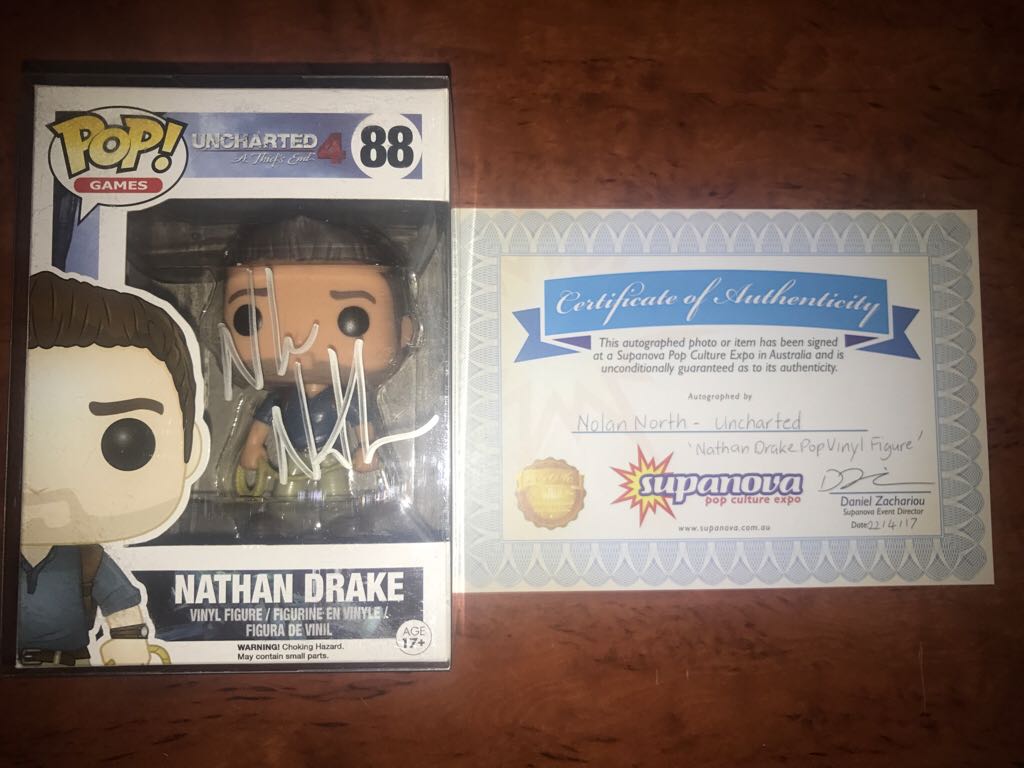 POP!
GAMES
UNCHARTED 4
A Thief's End
88
NATHAN DRAKE
VINYL FIGURE / FIGURINE EN VINYLE /
FIGURA DE VINIL
WARNING! Choking Hazard.
May contain small parts.
AGE
17+
Certificate of Authenticity
This autographed photo or item has been signed
at a Supanova Pop Culture Expo in Australia and is
unconditionally guaranteed as to its authenticity.
Autographed by
Nolan North - Uncharted
'Nathan Drake Pop Vinyl Figure'
supanova
pop culture expo
www.supanova.com.au
Daniel Zachariou
Supanova Event Director
Date: 22/4/17